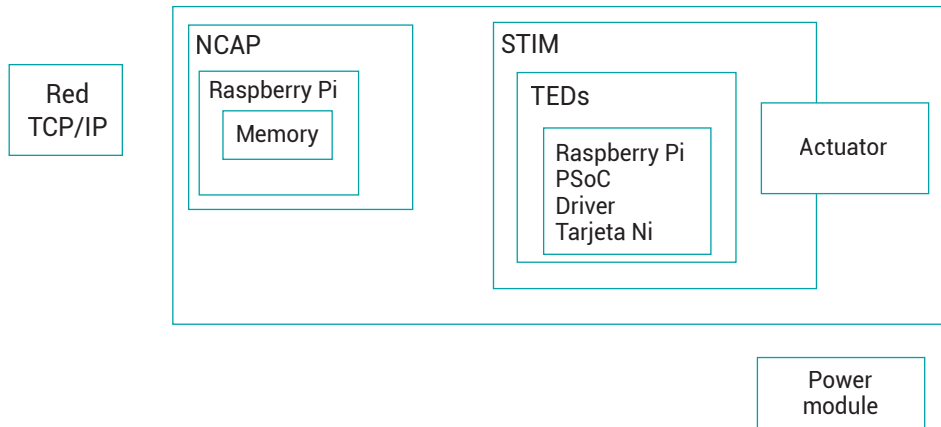 Red
TCP/IP
NCAP
Raspberry Pi
Memory
STIM
TEDs
Raspberry Pi
PSoC
Driver
Tarjeta Ni
Actuator
Power
module